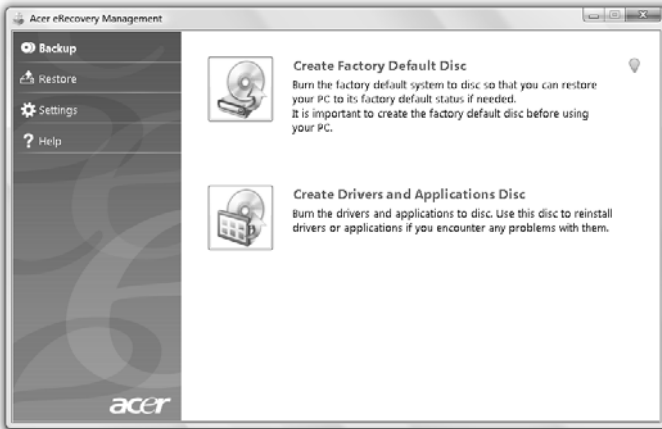 Acer eRecovery Management
Backup
Restore
Settings
Help
Create Factory Default Disc
Burn the factory default system to disc so that you can restore
your PC to its factory default status if needed.
It is important to create the factory default disc before using
your PC.
Create Drivers and Applications Disc
Burn the drivers and applications to disc. Use this disc to reinstall
drivers or applications if you encounter any problems with them.
acer